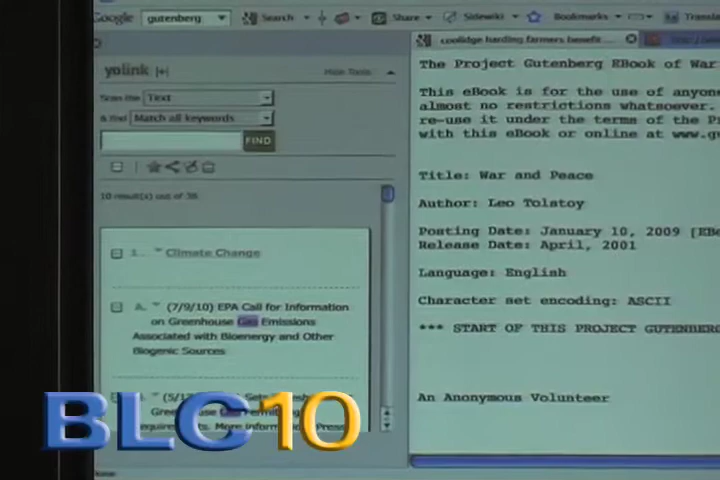 Google gutenberg Search Share Sidewiki Bookmarks
coolidge harding farmers benefit...
yolink Hide Tools
Scan the Text
& find Match all keywords
FIND
10 result(s) out of 36
1. Climate Change
A. (7/9/10) EPA Call for Information
on Greenhouse Gas Emissions
Associated with Bioenergy and Other
Biogenic Sources
The Project Gutenberg EBook of War
This eBook is for the use of anyone
almost no restrictions whatsoever.
re-use it under the terms of the
with this eBook or online at
Title: War and Peace
Author: Leo Tolstoy
Posting Date: January 10, 2009
Release Date: April, 2001
Language: English
Character set encoding: ASCII
*** START OF THIS PROJECT GUTENBERG
An Anonymous Volunteer
BLC10